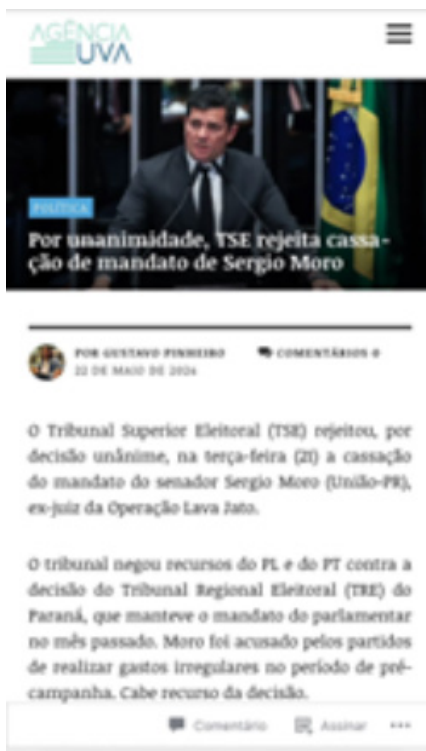 AGÊNCIA
UVA
POLÍTICA
Por unanimidade, TSE rejeita cassa-
ção de mandato de Sergio Moro
POR GUSTAVO PINHEIRO
COMENTÁRIOS 0
22 DE MAIO DE 2024
O Tribunal Superior Eleitoral (TSE) rejeitou, por
decisão unânime, na terça-feira (21) a cassação
do mandato do senador Sergio Moro (União-PR),
ex-juiz da Operação Lava Jato.
O tribunal negou recursos do PL e do PT contra a
decisão do Tribunal Regional Eleitoral (TRE) do
Paraná, que manteve o mandato do parlamentar
no mês passado. Moro foi acusado pelos partidos
de realizar gastos irregulares no período de pré-
campanha. Cabe recurso da decisão.
Comentário
Assinar